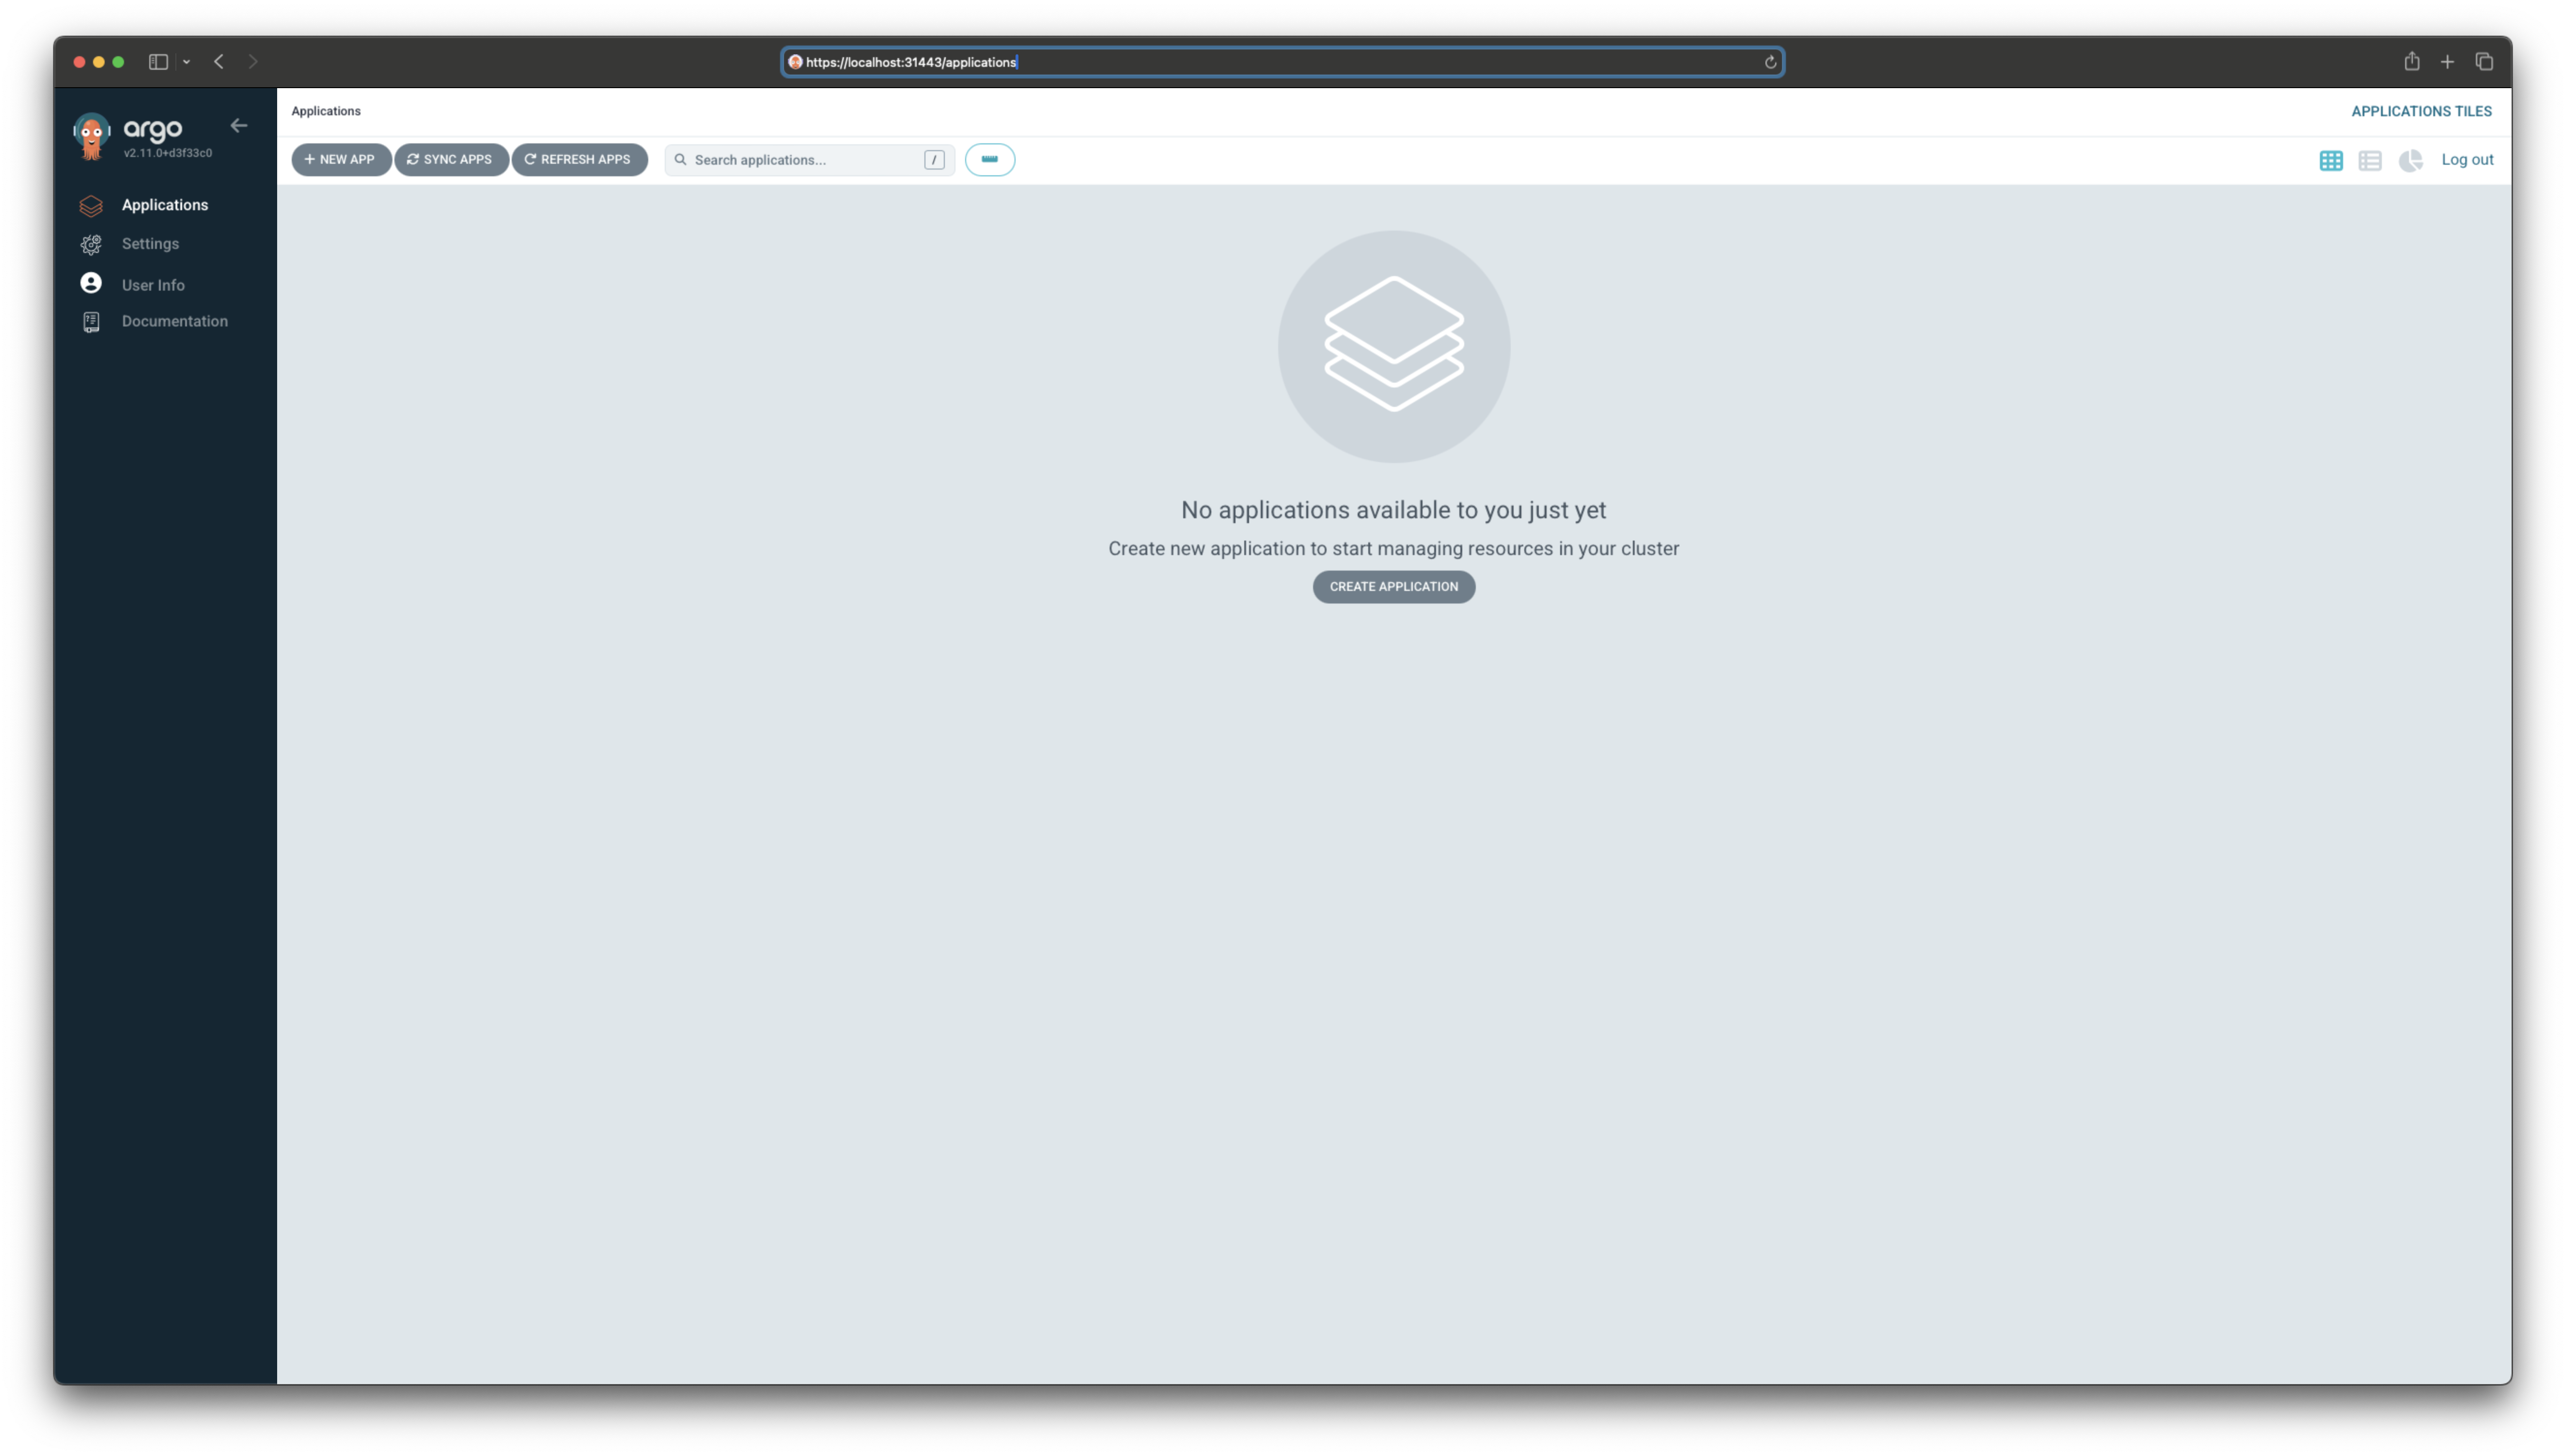 https://localhost:31443/applications
argo
v2.11.0+d3f33c0
Applications
Settings
User Info
Documentation
Applications
APPLICATIONS TILES
+ NEW APP
SYNC APPS
REFRESH APPS
Search applications...
/
Log out
No applications available to you just yet
Create new application to start managing resources in your cluster
CREATE APPLICATION